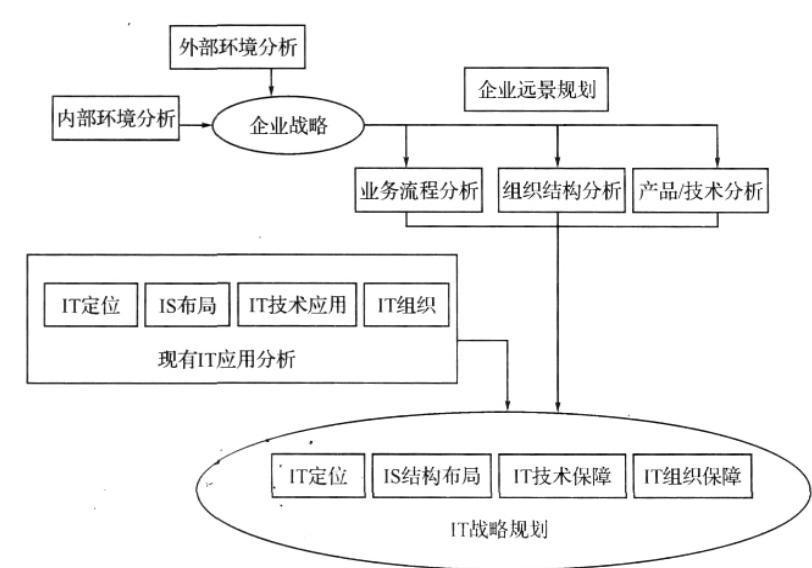 外部环境分析
企业远景规划
内部环境分析
企业战略
业务流程分析
组织结构分析
产品/技术分析
IT定位
IS布局
IT技术应用
IT组织
现有IT应用分析
IT定位
IS结构布局
IT技术保障
IT组织保障
IT战略规划